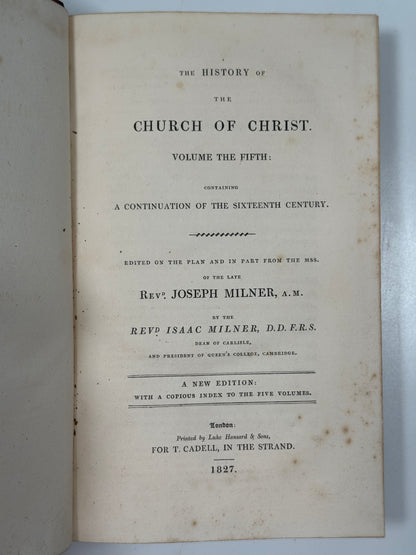 THE HISTORY OF
THE
CHURCH OF CHRIST.
VOLUME THE FIFTH:
CONTAINING
A CONTINUATION OF THE SIXTEENTH CENTURY.
EDITED ON THE PLAN AND IN PART FROM THE MSS.
OF THE LATE
REVD. JOSEPH MILNER, A.M.
BY THE
REVD ISAAC MILNER, D.D. F.R.S.
DEAN OF CARLISLE,
AND PRESIDENT OF QUEEN'S COLLEGE, CAMBRIDGE.
A NEW EDITION:
WITH A COPIOUS INDEX TO THE FIVE VOLUMES.
London:
Printed by Luke Hansard & Sons,
FOR T. CADELL, IN THE STRAND.
1827.